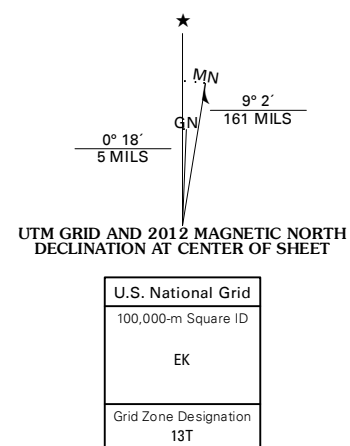 MN
9° 2´
161 MILS
GN
0° 18´
5 MILS
UTM GRID AND 2012 MAGNETIC NORTH
DECLINATION AT CENTER OF SHEET
U.S. National Grid
100,000-m Square ID
EK
Grid Zone Designation
13T